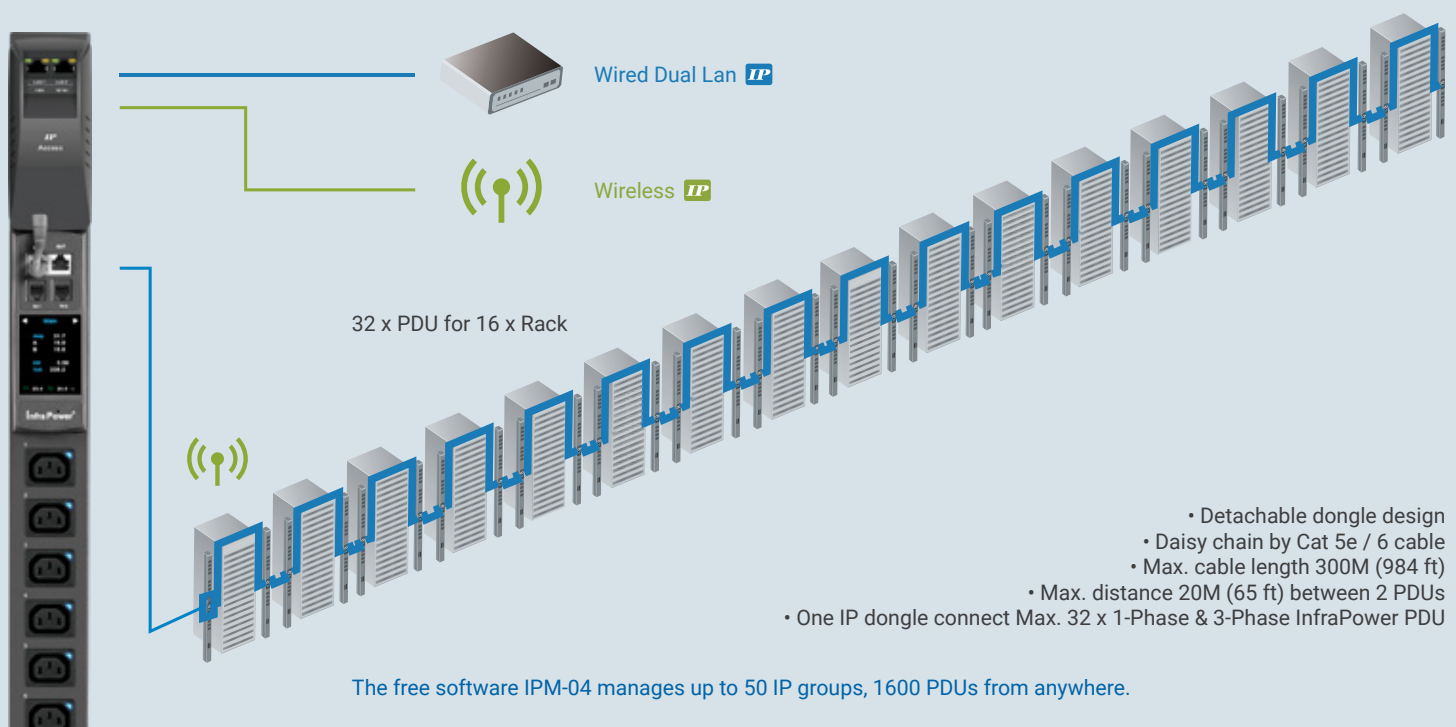 Wired Dual Lan IP
Wireless IP
IP
Access
OUT
32 x PDU for 16 x Rack
Main
InfraPower
• Detachable dongle design
• Daisy chain by Cat 5e / 6 cable
• Max. cable length 300M (984 ft)
• Max. distance 20M (65 ft) between 2 PDUs
• One IP dongle connect Max. 32 x 1-Phase & 3-Phase InfraPower PDU
The free software IPM-04 manages up to 50 IP groups, 1600 PDUs from anywhere.